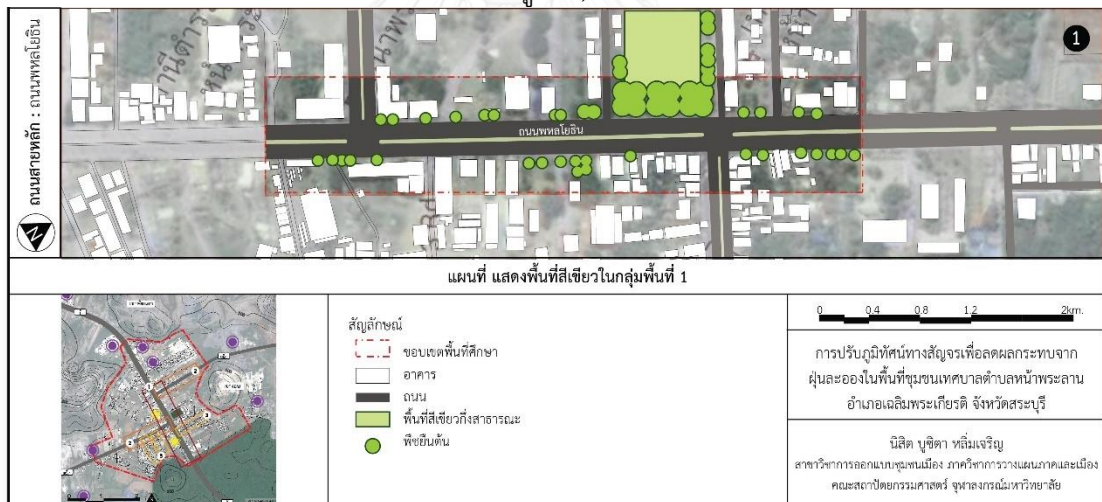 ถนนสายหลัก : ถนนพหลโยธิน
1
ถนนพหลโยธิน
แผนที่ แสดงพื้นที่สีเขียวในกลุ่มพื้นที่ 1
สัญลักษณ์
ขอบเขตพื้นที่ศึกษา
อาคาร
ถนน
พื้นที่สีเขียวกึ่งสาธารณะ
พืชยืนต้น
0 0.4 0.8 1.2 2km.
การปรับภูมิทัศน์ทางสัญจรเพื่อลดผลกระทบจาก
ฝุ่นละอองในพื้นที่ชุมชนเทศบาลตำบลหน้าพระลาน
อำเภอเฉลิมพระเกียรติ จังหวัดสระบุรี
นิสิต บูชิตา หลิ่มเจริญ
สาขาวิชาการออกแบบชุมชนเมือง ภาควิชาการวางแผนภาคและเมือง
คณะสถาปัตยกรรมศาสตร์ จุฬาลงกรณ์มหาวิทยาลัย